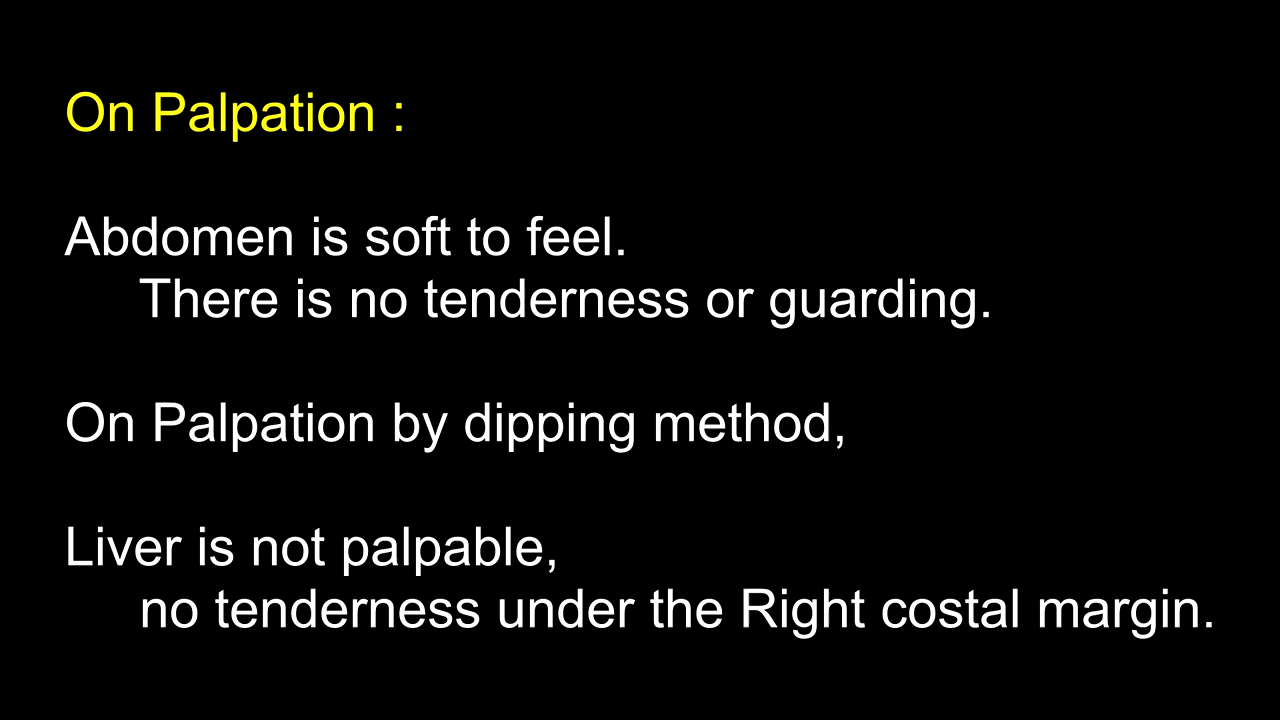 On Palpation :
Abdomen is soft to feel.
There is no tenderness or guarding.
On Palpation by dipping method,
Liver is not palpable,
no tenderness under the Right costal margin.